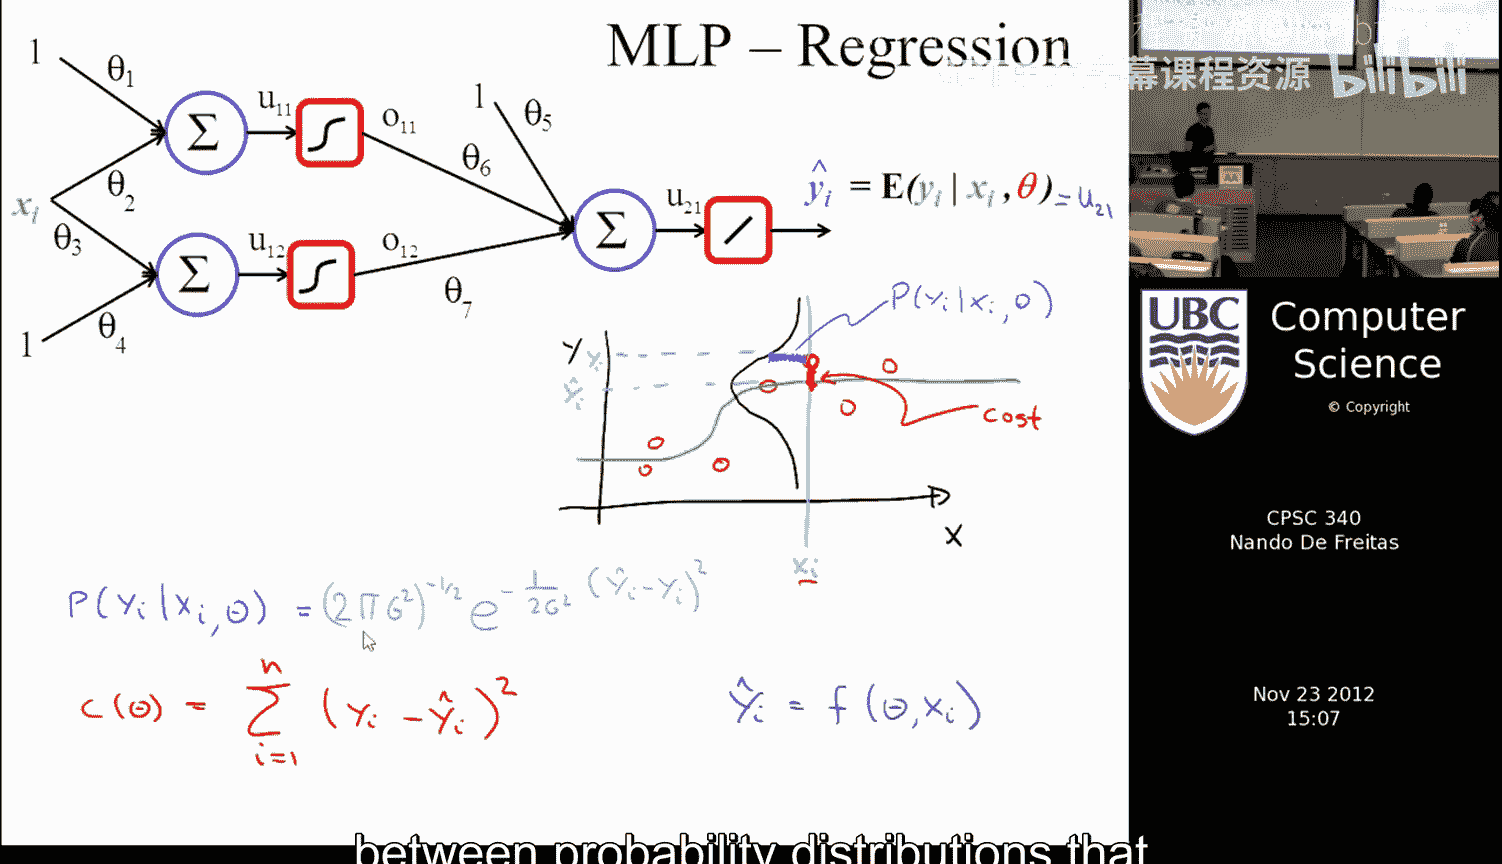 MLP – Regression
1
θ₁
u₁₁
o₁₁
1
θ₅
Σ
θ₆
xᵢ
θ₂
θ₃
ŷᵢ = E(yᵢ | xᵢ, θ) = u₂₁
u₂₁
Σ
u₁₂
o₁₂
Σ
θ₇
1
θ₄
P(yᵢ|xᵢ,θ)
Y
yᵢ
ŷᵢ
cost
X
xᵢ
P(yᵢ|xᵢ,θ) = (2πσ²)^{-1/2} e^{-1/2σ² (ŷᵢ-yᵢ)²}
C(θ) = Σ_{i=1}^{n} (yᵢ - ŷᵢ)²
ŷᵢ = f(θ,xᵢ)
幕课程资源 bilibili
UBC
Computer
Science
© Copyright
CPSC 340
Nando De Freitas
Nov 23 2012
15:07
between probability distributions that